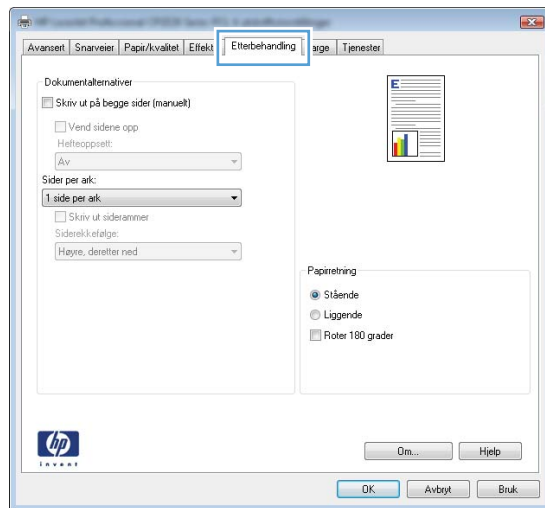 Avansert Snarveier Papir/kvalitet Effekt Etterbehandling arge Tjenester
Dokumentalternativer
Skriv ut på begge sider (manuelt)
Vend sidene opp
Hefteoppsett:
Av
Sider per ark:
1 side per ark
Skriv ut siderammer
Siderekkefølge:
Høyre, deretter ned
E
Papirretning
Stående
Liggende
Roter 180 grader
hp
invent
Om... Hjelp
OK Avbryt Bruk